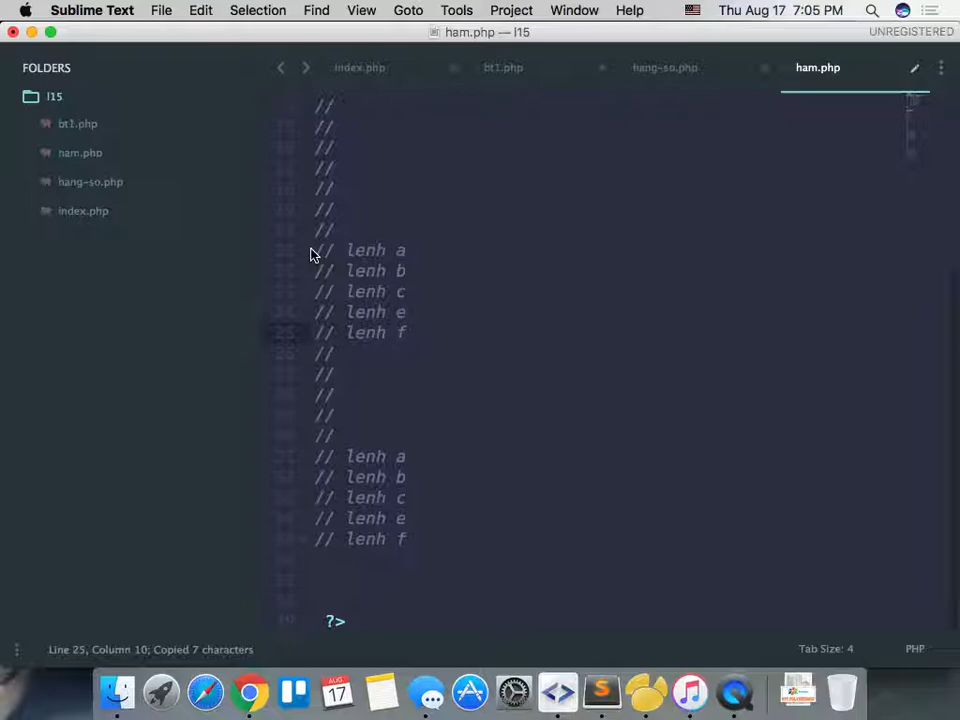 Sublime Text File Edit Selection Find View Goto Tools Project Window Help Thu Aug 17 7:05 PM
ham.php — l15 UNREGISTERED
FOLDERS
index.php bt1.php hang-so.php ham.php
l15
bt1.php
ham.php
hang-so.php
index.php
//
//
//
//
//
//
//
// lenh a
// lenh b
// lenh c
// lenh e
25 // lenh f
//
//
//
//
//
// lenh a
// lenh b
// lenh c
// lenh e
// lenh f
?>
Line 25, Column 10; Copied 7 characters Tab Size: 4 PHP
AUG
17